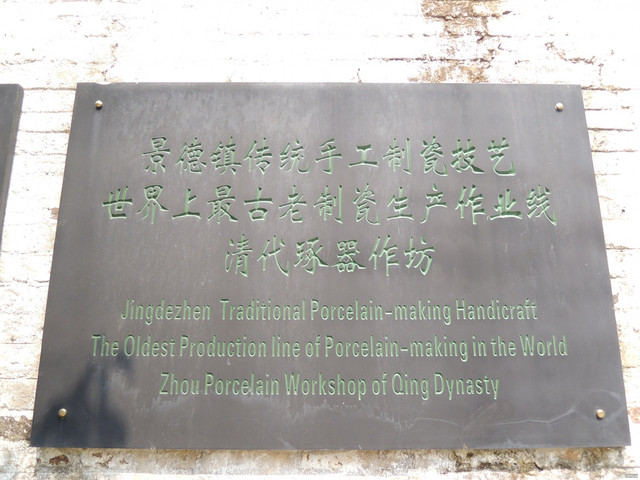 景德镇传统手工制瓷技艺
世界上最古老制瓷生产作业线
清代琢器作坊
Jingdezhen Traditional Porcelain-making Handicraft
The Oldest Production line of Porcelain-making in the World
Zhou Porcelain Workshop of Qing Dynasty